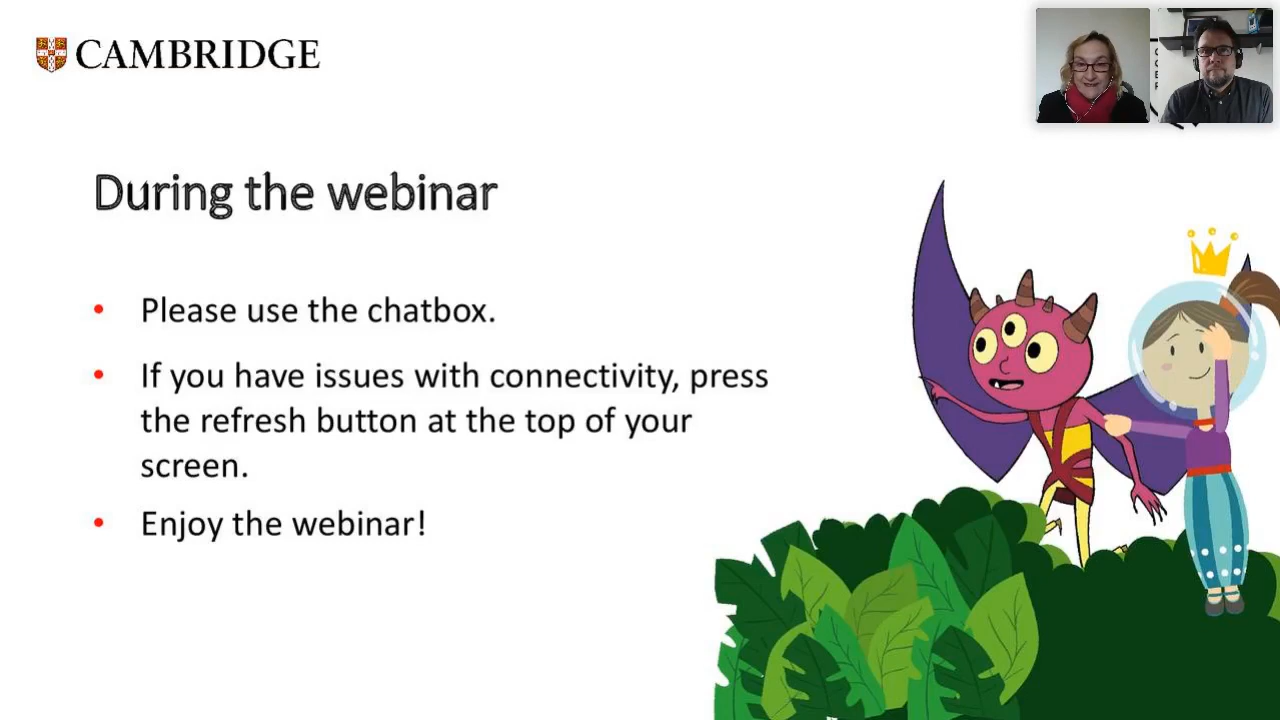 CAMBRIDGE
During the webinar
• Please use the chatbox.
• If you have issues with connectivity, press
the refresh button at the top of your
screen.
• Enjoy the webinar!